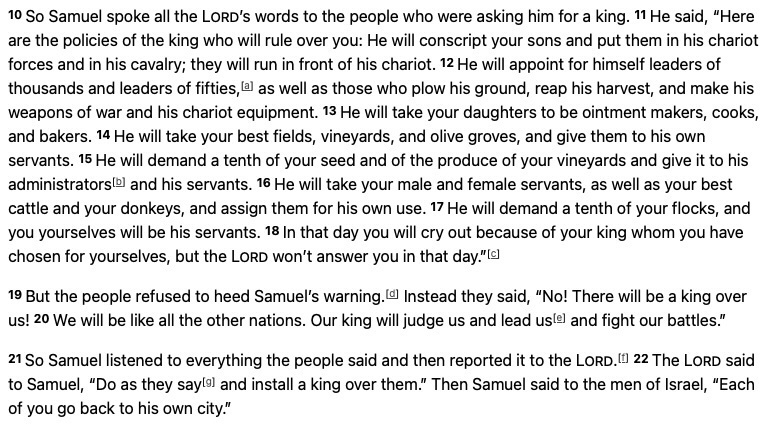 10 So Samuel spoke all the LORD’s words to the people who were asking him for a king. 11 He said, “Here
are the policies of the king who will rule over you: He will conscript your sons and put them in his chariot
forces and in his cavalry; they will run in front of his chariot. 12 He will appoint for himself leaders of
thousands and leaders of fifties,[a] as well as those who plow his ground, reap his harvest, and make his
weapons of war and his chariot equipment. 13 He will take your daughters to be ointment makers, cooks,
and bakers. 14 He will take your best fields, vineyards, and olive groves, and give them to his own
servants. 15 He will demand a tenth of your seed and of the produce of your vineyards and give it to his
administrators[b] and his servants. 16 He will take your male and female servants, as well as your best
cattle and your donkeys, and assign them for his own use. 17 He will demand a tenth of your flocks, and
you yourselves will be his servants. 18 In that day you will cry out because of your king whom you have
chosen for yourselves, but the LORD won’t answer you in that day.”[c]
19 But the people refused to heed Samuel’s warning.[d] Instead they said, “No! There will be a king over
us! 20 We will be like all the other nations. Our king will judge us and lead us[e] and fight our battles.”
21 So Samuel listened to everything the people said and then reported it to the LORD.[f] 22 The LORD said
to Samuel, “Do as they say[g] and install a king over them.” Then Samuel said to the men of Israel, “Each
of you go back to his own city.”